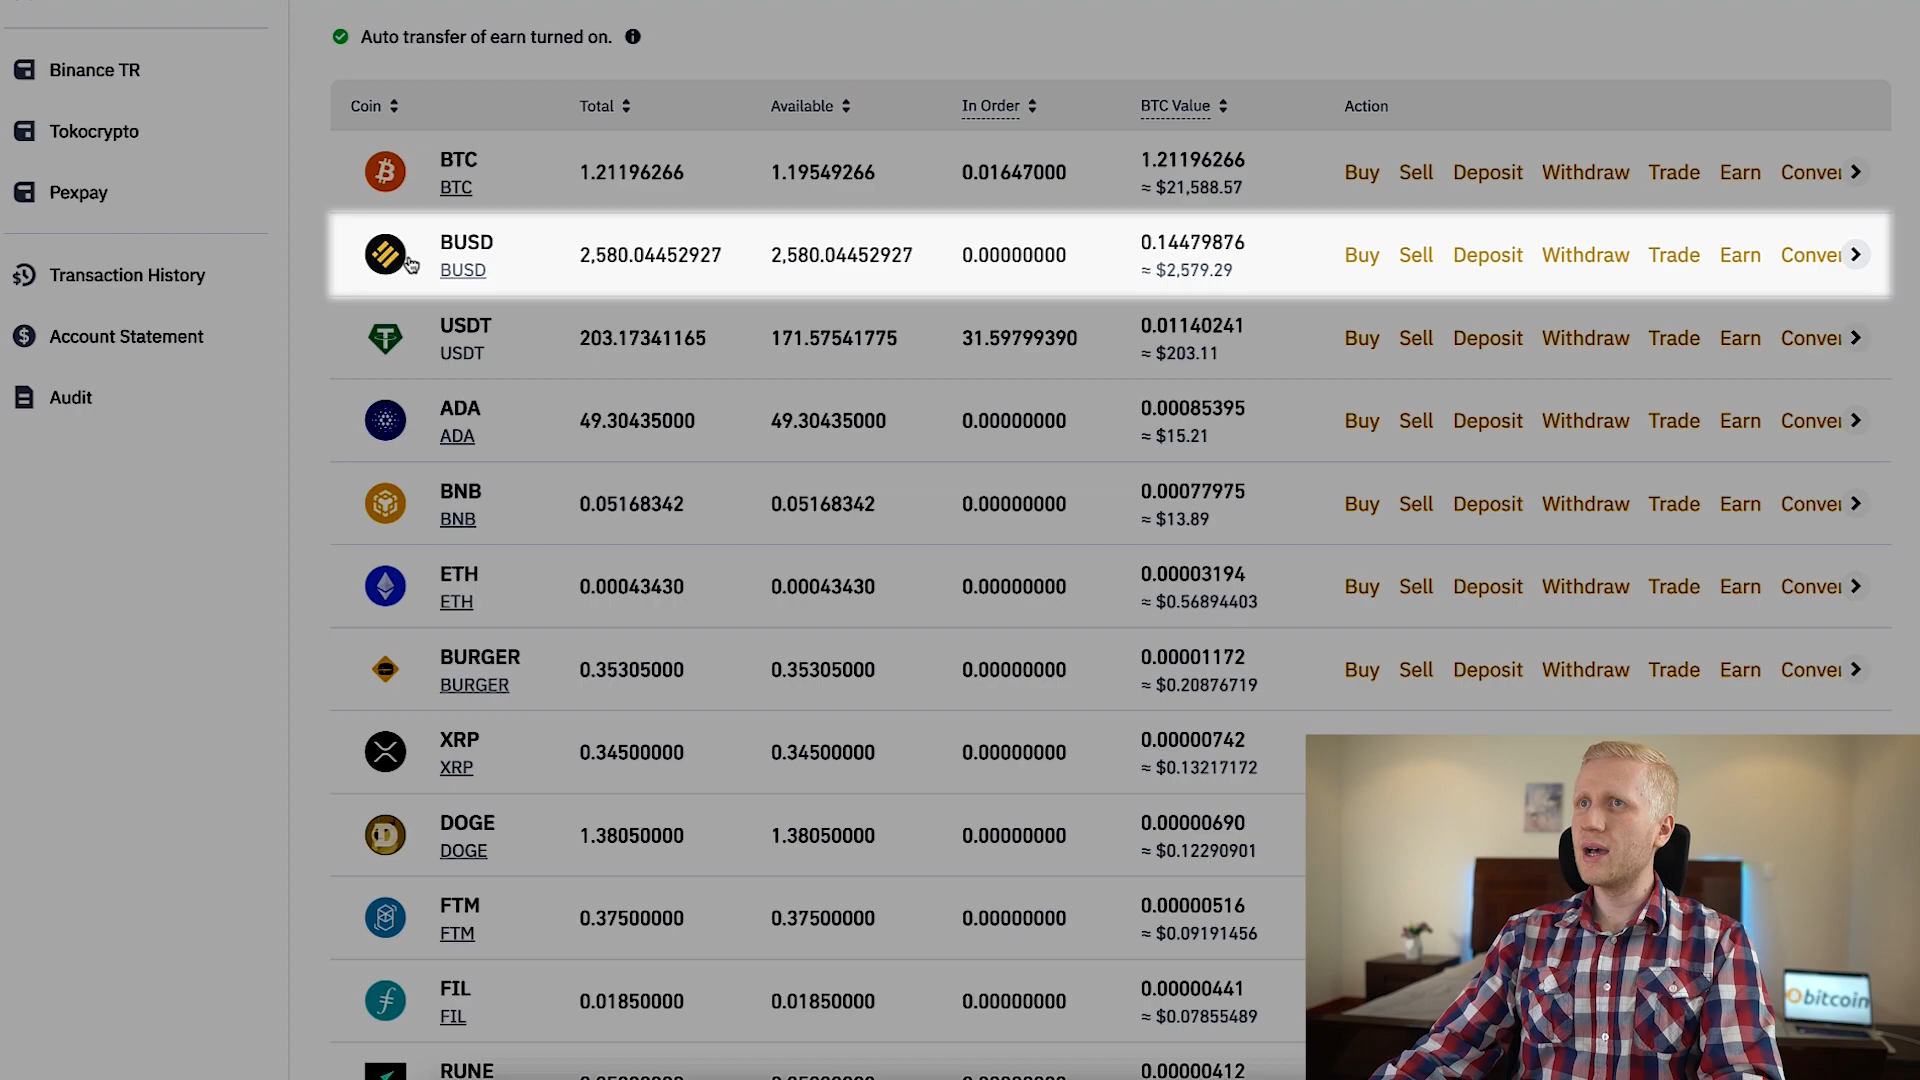 Auto transfer of earn turned on.
Binance TR
Tokocrypto
Pexpay
Transaction History
Account Statement
Audit
Coin Total Available In Order BTC Value Action
BTC 1.21196266 1.19549266 0.01647000 1.21196266 Buy Sell Deposit Withdraw Trade Earn Conve
BTC ≈ $21,588.57
BUSD 2,580.04452927 2,580.04452927 0.00000000 0.14479876 Buy Sell Deposit Withdraw Trade Earn Conve
BUSD ≈ $2,579.29
USDT 203.17341165 171.57541775 31.59799390 0.01140241 Buy Sell Deposit Withdraw Trade Earn Conve
USDT ≈ $203.11
ADA 49.30435000 49.30435000 0.00000000 0.00085395 Buy Sell Deposit Withdraw Trade Earn Conve
ADA ≈ $15.21
BNB 0.05168342 0.05168342 0.00000000 0.00077975 Buy Sell Deposit Withdraw Trade Earn Conve
BNB ≈ $13.89
ETH 0.00043430 0.00043430 0.00000000 0.00003194 Buy Sell Deposit Withdraw Trade Earn Conve
ETH ≈ $0.56894403
BURGER 0.35305000 0.35305000 0.00000000 0.00001172 Buy Sell Deposit Withdraw Trade Earn Conve
BURGER ≈ $0.20876719
XRP 0.34500000 0.34500000 0.00000000 0.00000742
XRP ≈ $0.13217172
DOGE 1.38050000 1.38050000 0.00000000 0.00000690
DOGE ≈ $0.12290901
FTM 0.37500000 0.37500000 0.00000000 0.00000516
FTM ≈ $0.09191456
FIL 0.01850000 0.01850000 0.00000000 0.00000441
FIL ≈ $0.07855489
RUNE 0.00000412
bitcoin